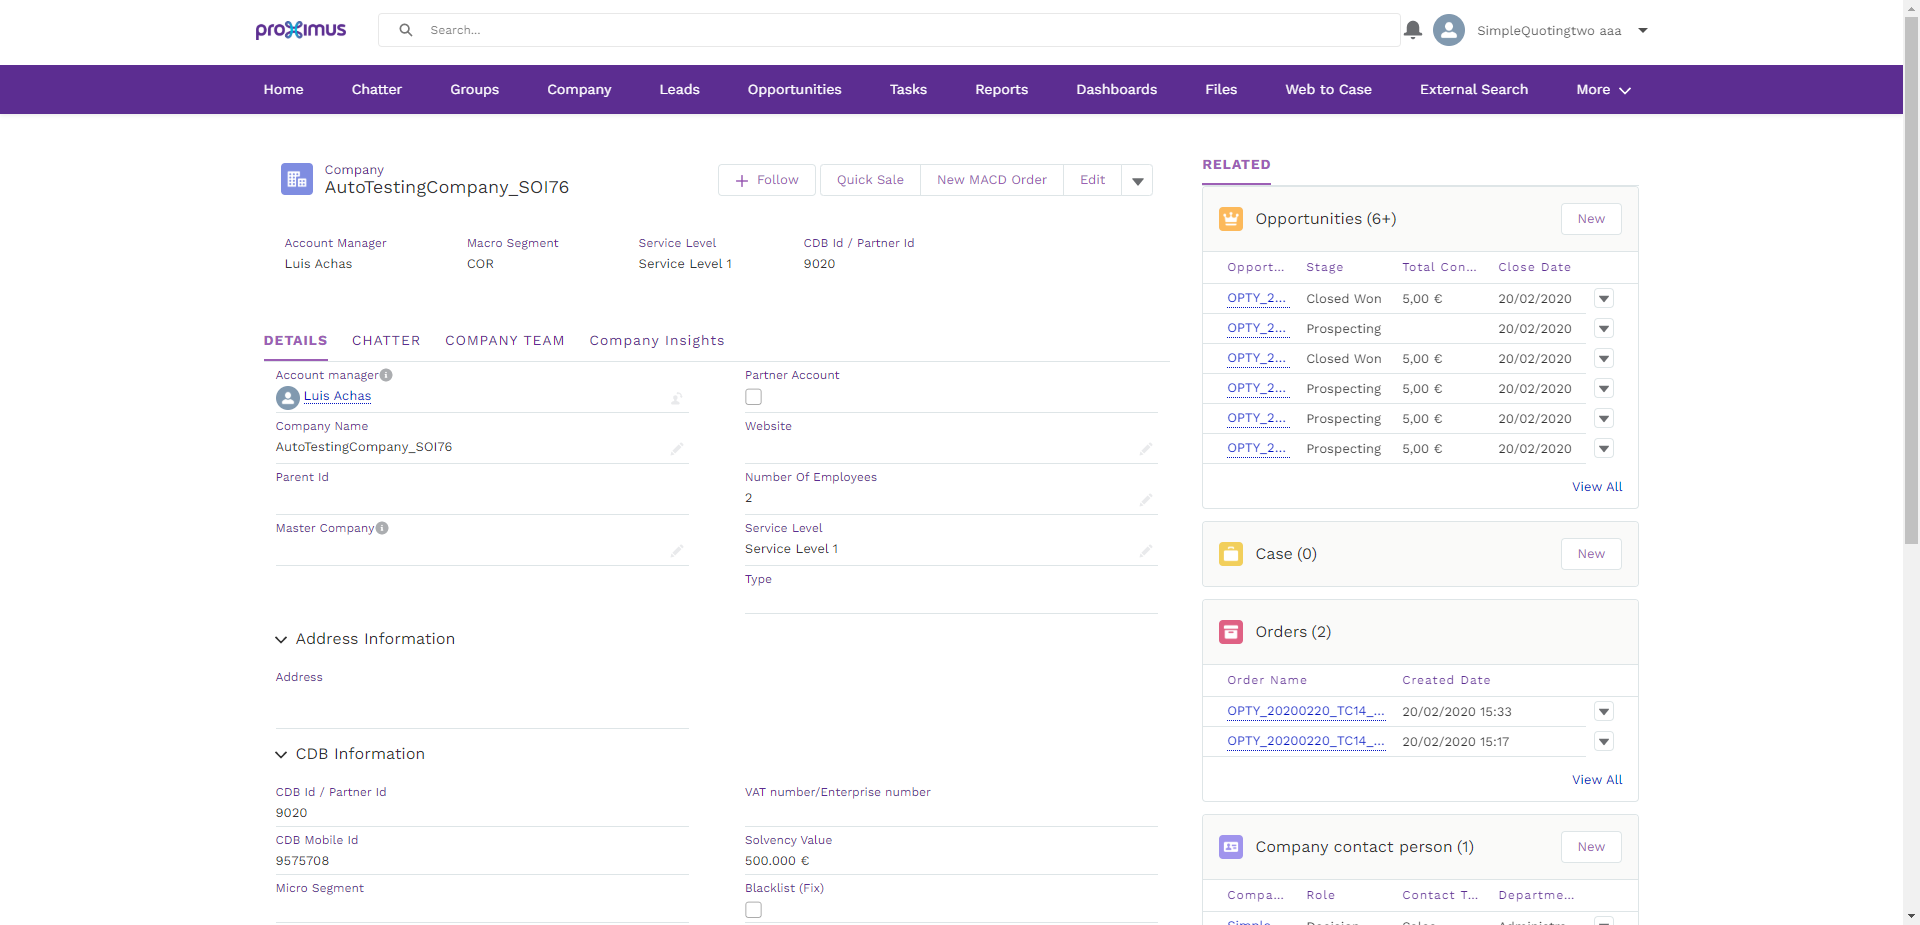 proximus
Search...
SimpleQuotingtwo aaa
Home Chatter Groups Company Leads Opportunities Tasks Reports Dashboards Files Web to Case External Search More
Company
AutoTestingCompany_SOI76
Follow Quick Sale New MACD Order Edit
Account Manager Macro Segment Service Level CDB Id / Partner Id
Luis Achas COR Service Level 1 9020
DETAILS CHATTER COMPANY TEAM Company Insights
Account manager Partner Account
Luis Achas
Company Name Website
AutoTestingCompany_SOI76
Parent Id Number Of Employees
2
Master Company Service Level
Service Level 1
Type
Address Information
Address
CDB Information
CDB Id / Partner Id VAT number/Enterprise number
9020
CDB Mobile Id Solvency Value
9575708 500.000 €
Micro Segment Blacklist (Fix)
RELATED
Opportunities (6+) New
Opport... Stage Total Con... Close Date
OPTY_2... Closed Won 5,00 € 20/02/2020
OPTY_2... Prospecting 20/02/2020
OPTY_2... Closed Won 5,00 € 20/02/2020
OPTY_2... Prospecting 5,00 € 20/02/2020
OPTY_2... Prospecting 5,00 € 20/02/2020
OPTY_2... Prospecting 5,00 € 20/02/2020
View All
Case (0) New
Orders (2)
Order Name Created Date
OPTY_20200220_TC14_... 20/02/2020 15:33
OPTY_20200220_TC14_... 20/02/2020 15:17
View All
Company contact person (1) New
Compa... Role Contact T... Departme...